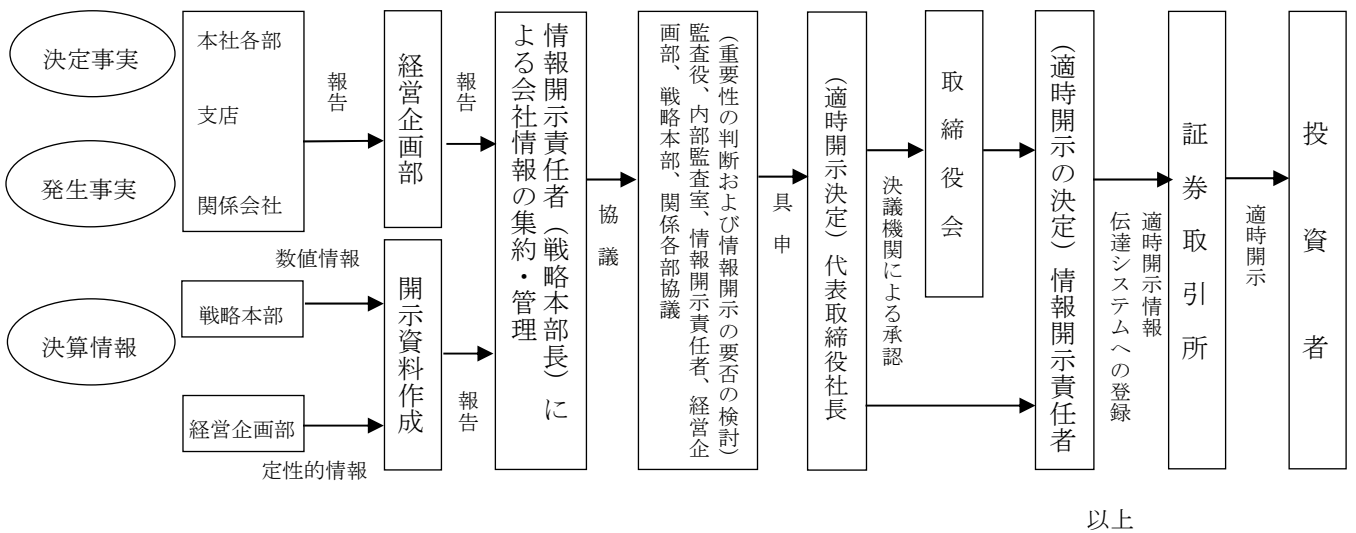 決定事実
発生事実
決算情報
本社各部
支店
関係会社
報告
経営企画部
報告
数値情報
戦略本部
経営企画部
定性的情報
開示資料作成
報告
情報開示責任者（戦略本部長）に
よる会社情報の集約・管理
協議
（重要性の判断および情報開示の要否の検討）
監査役、内部監査室、情報開示責任者、経営企
画部、戦略本部、関係各部協議
具申
（適時開示決定）代表取締役社長
決議機関による承認
取締役会
（適時開示の決定）情報開示責任者
適時開示情報
伝達システムへの登録
証券取引所
適時開示
投資者
以上